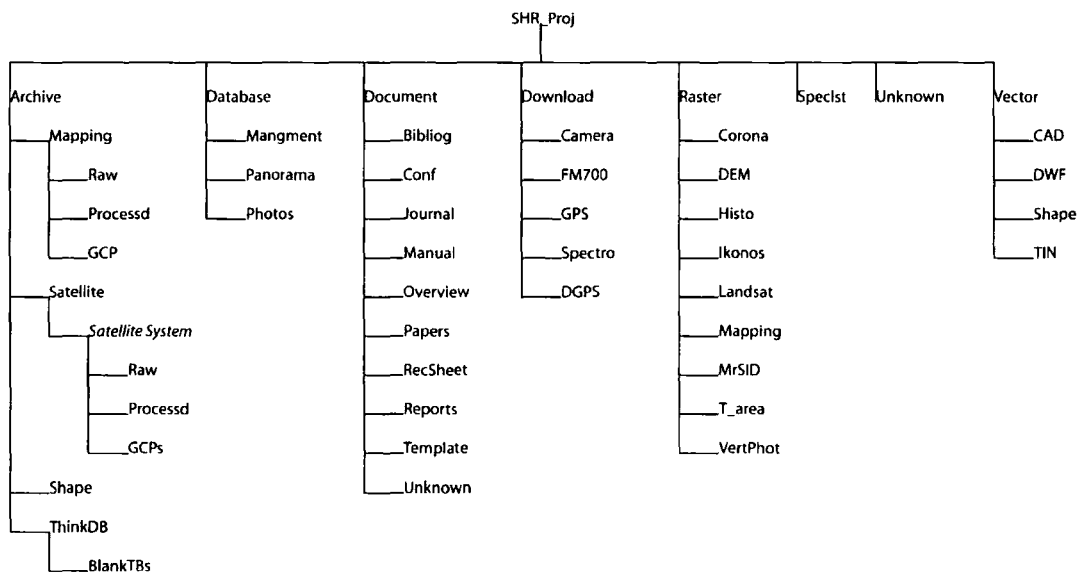 SHR_Proj
Archive
Mapping
Raw
Processd
GCP
Satellite
Satellite System
Raw
Processd
GCPs
Shape
ThinkDB
BlankTBs
Database
Mangment
Panorama
Photos
Document
Bibliog
Conf
Journal
Manual
Overview
Papers
RecSheet
Reports
Template
Unknown
Download
Camera
FM700
GPS
Spectro
DGPS
Raster
Corona
DEM
Histo
Ikonos
Landsat
Mapping
MrSID
T_area
VertPhot
Speclst
Unknown
Vector
CAD
DWF
Shape
TIN